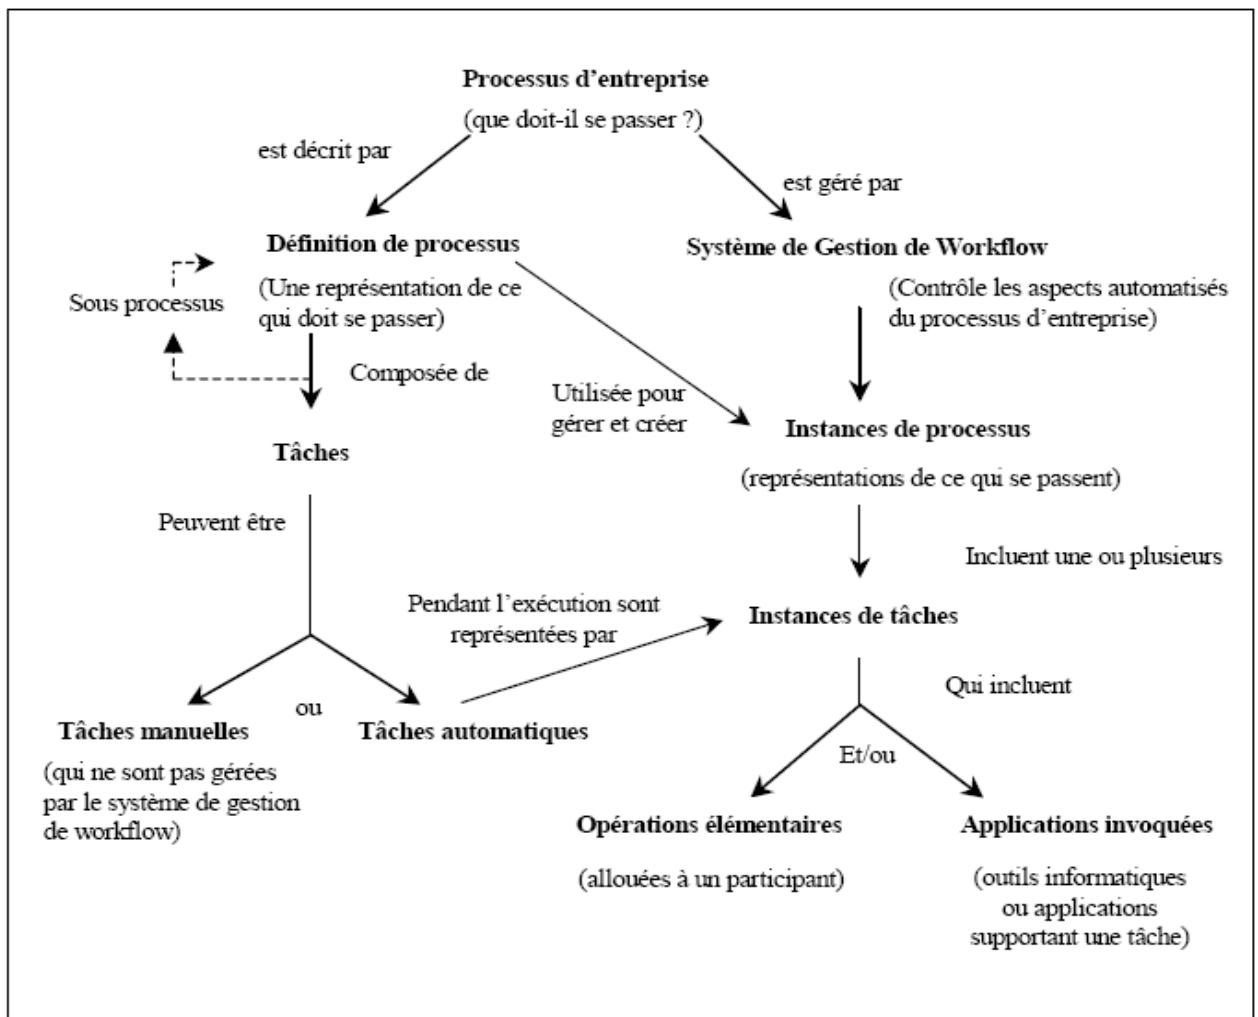 Processus d’entreprise
(que doit-il se passer ?)
est décrit par
est géré par
Définition de processus
Système de Gestion de Workflow
Sous processus
(Une représentation de ce
qui doit se passer)
(Contrôle les aspects automatisés
du processus d’entreprise)
Composée de
Utilisée pour
gérer et créer
Instances de processus
Tâches
(représentations de ce qui se passent)
Peuvent être
Incluent une ou plusieurs
Pendant l’exécution sont
représentées par
Instances de tâches
Qui incluent
ou
Tâches manuelles
Tâches automatiques
(qui ne sont pas gérées
par le système de gestion
de workflow)
Et/ou
Opérations élémentaires
Applications invoquées
(allouées à un participant)
(outils informatiques
ou applications
supportant une tâche)